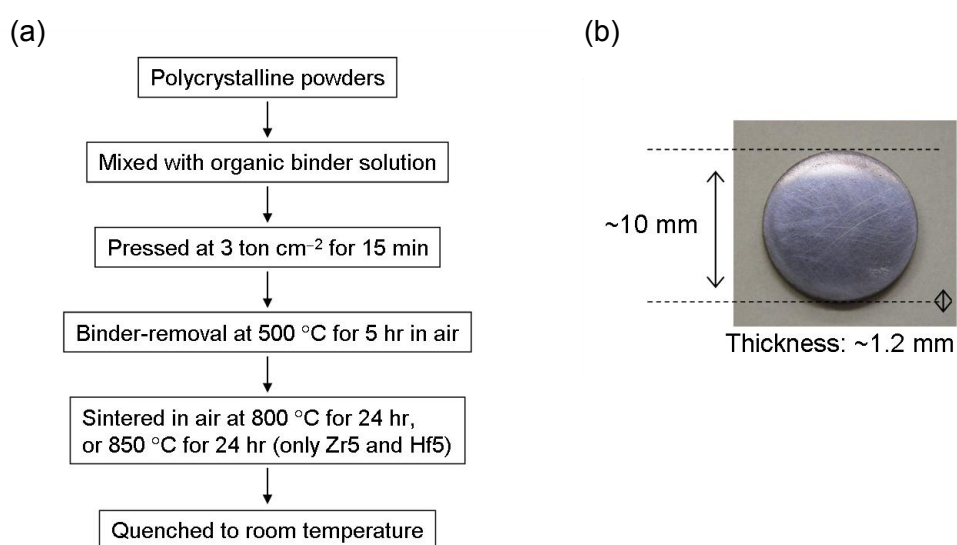 (a)
Polycrystalline powders
Mixed with organic binder solution
Pressed at 3 ton cm⁻² for 15 min
Binder-removal at 500 °C for 5 hr in air
Sintered in air at 800 °C for 24 hr,
or 850 °C for 24 hr (only Zr5 and Hf5)
Quenched to room temperature
(b)
~10 mm
Thickness: ~1.2 mm